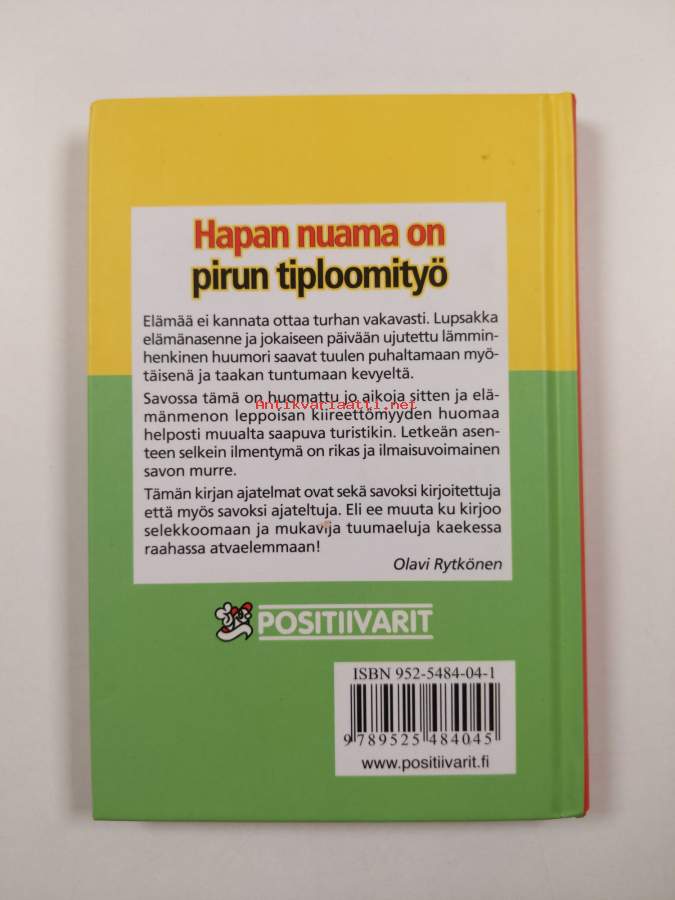 Hapan nuama on
pirun tiploomityö
Elämää ei kannata ottaa turhan vakavasti. Lupsakka
elämänasenne ja jokaiseen päivään ujutettu lämmin-
henkinen huumori saavat tuulen puhaltamaan myö-
täisenä ja taakan tuntumaan kevyeltä.
Savossa tämä on huomattu jo aikoja sitten ja elä-
Antikvariaatti.net
mänmenon leppoisan kiireettömyyden huomaa
helposti muualta saapuva turistikin. Letkeän asen-
teen selkein ilmentymä on rikas ja ilmaisuvoimainen
savon murre.
Tämän kirjan ajatelmat ovat sekä savoksi kirjoitettuja
että myös savoksi ajateltuja. Eli ee muuta ku kirjoo
selekkoomaan ja mukavija tuumaeluja kaekessa
raahassa atvaelemmaan!
Olavi Rytkönen
POSITIIVARIT
ISBN 952-5484-04-1
9 789525 484045
www.positiivarit.fi